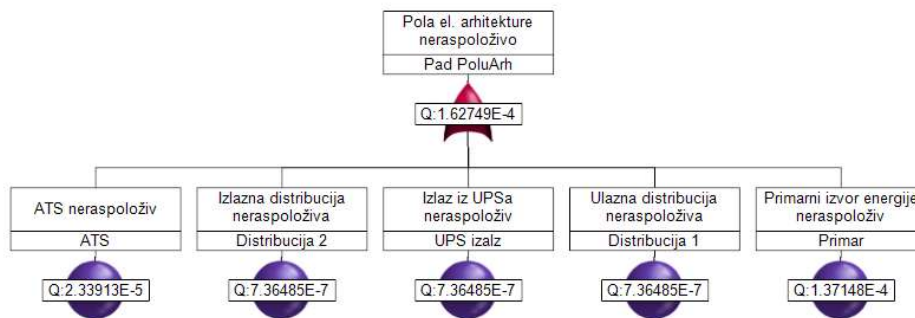 Pola el. arhitekture
neraspoloživo
Pad PoluArh
Q:1.62749E-4
ATS neraspoloživ
ATS
Q:2.33913E-5
Izlazna distribucija
neraspoloživa
Distribucija 2
Q:7.36485E-7
Izlaz iz UPSa
neraspoloživ
UPS izalz
Q:7.36485E-7
Ulazna distribucija
neraspoloživa
Distribucija 1
Q:7.36485E-7
Primarni izvor energije
neraspoloživ
Primar
Q:1.37148E-4